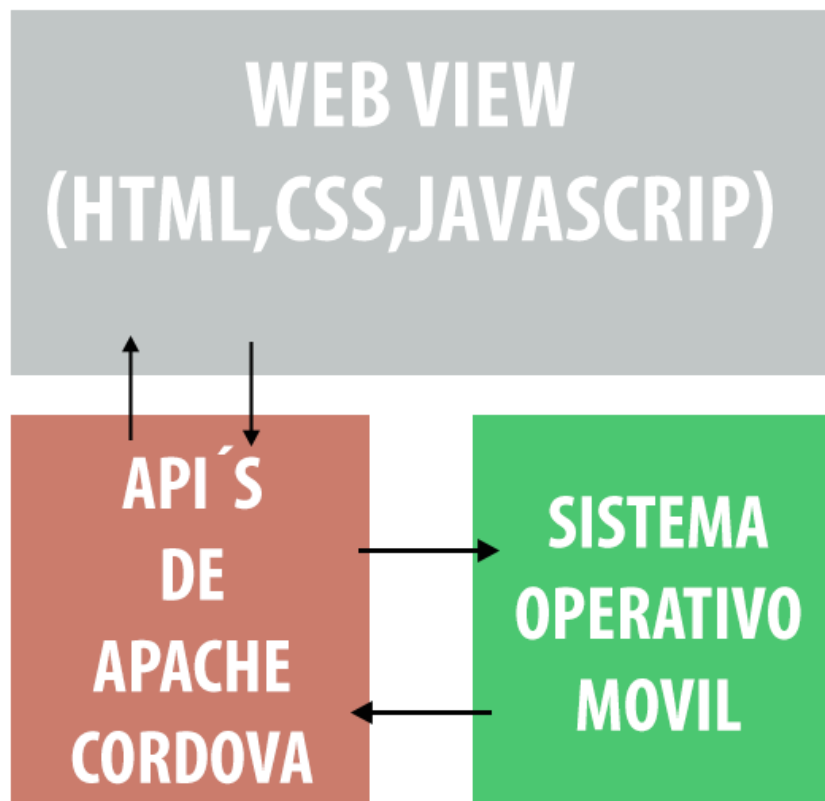 WEB VIEW
(HTML,CSS,JAVASCRIP)
API´S
DE
APACHE
CORDOVA
SISTEMA
OPERATIVO
MOVIL